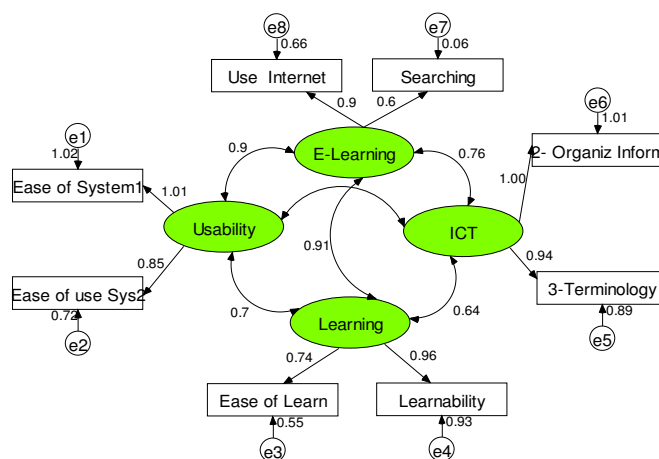 e8
0.66
e7
0.06
Use Internet
Searching
e6
1.01
0.9
0.6
e1
1.02
E-Learning
2- Organiz Inform
0.9
0.76
Ease of System1
1.01
1.00
Usability
ICT
0.91
0.94
0.85
Ease of use Sys2
0.72
3-Terminology
0.89
0.7
0.64
e2
e5
Learning
0.74
0.96
Ease of Learn
Learnability
0.55
0.93
e3
e4